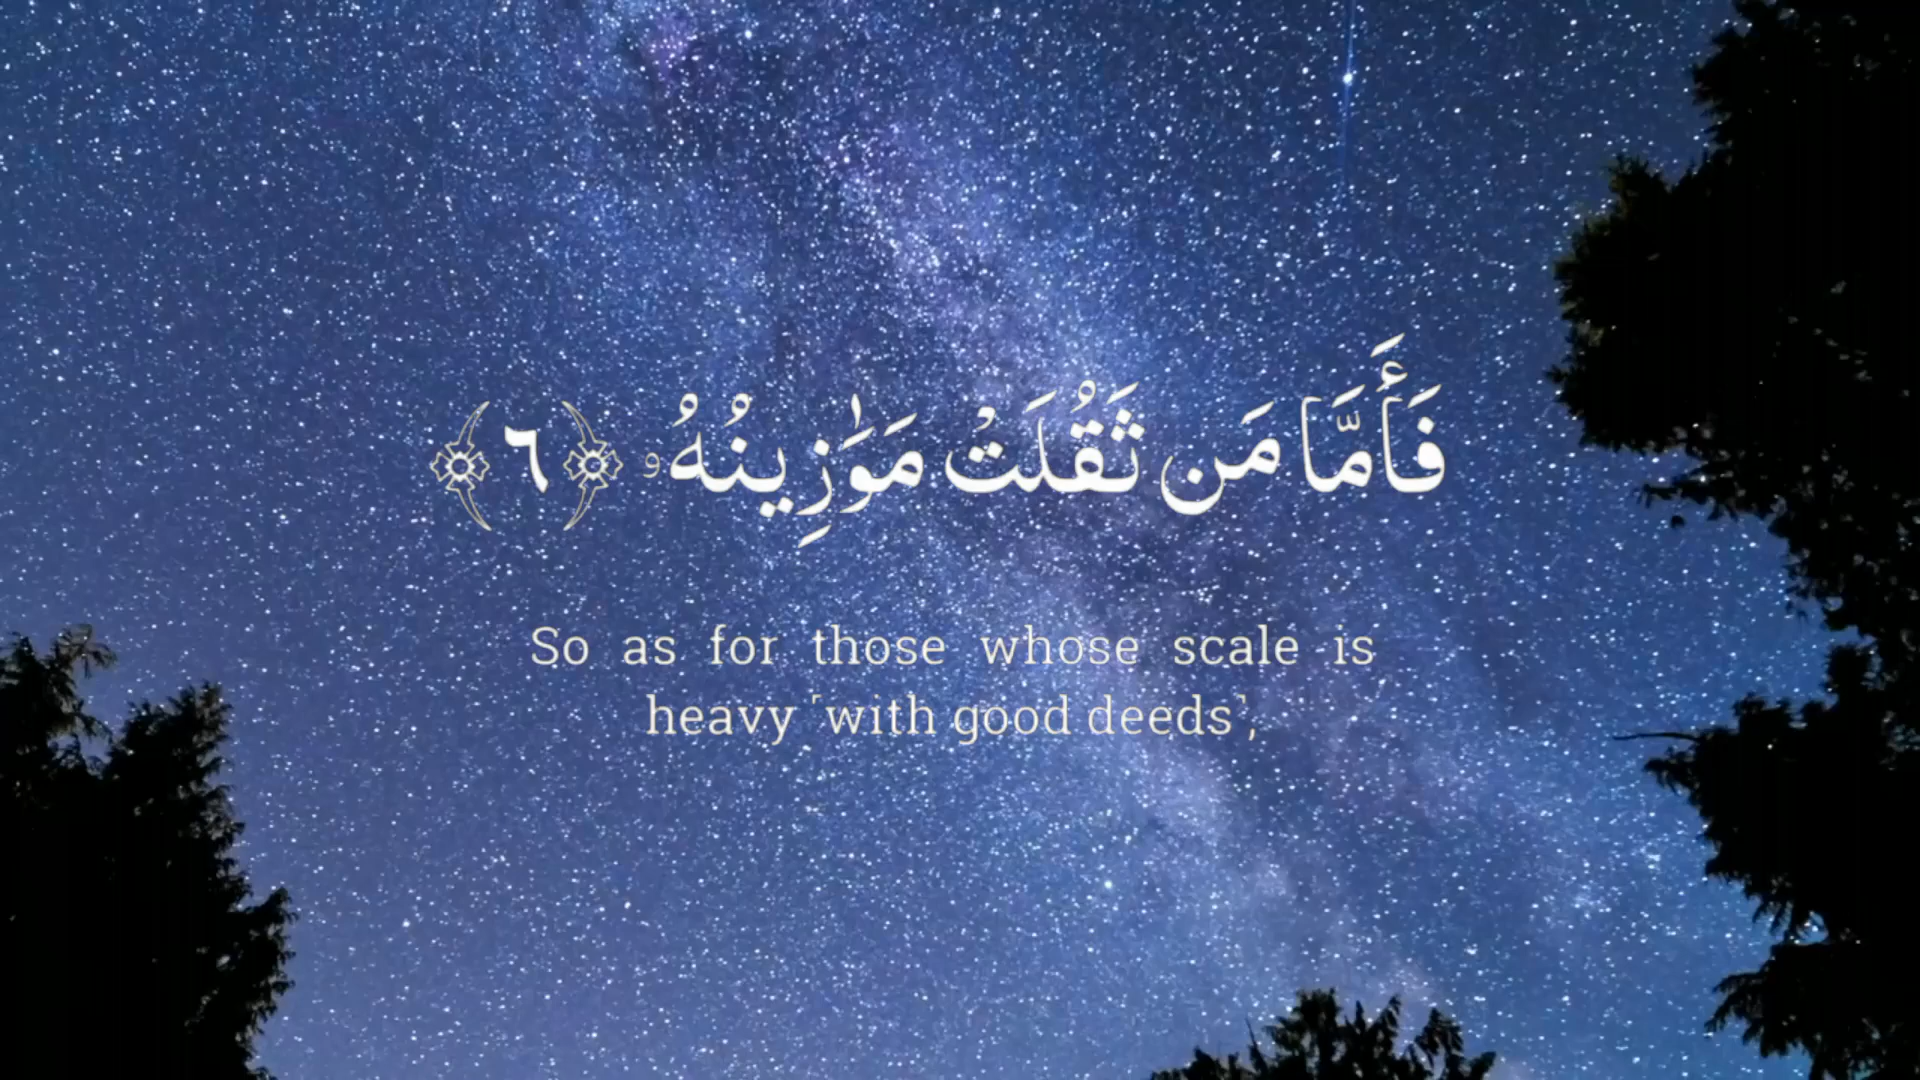 فَأَمَّا مَن ثَقُلَتْ مَوَٰزِينُهُۥ ﴿٦﴾
So as for those whose scale is
heavy ˹with good deeds˺,